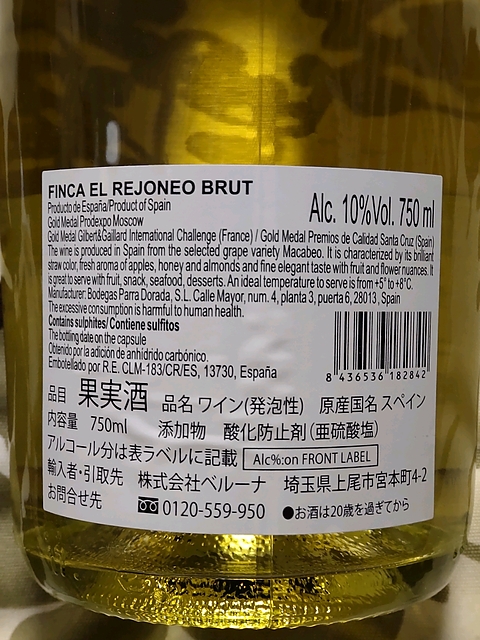 FINCA EL REJONEO BRUT
Producto de España/Product of Spain
Alc. 10%Vol. 750 ml
Gold Medal Prodexpo Moscow
Gold Medal Gilbert&Gaillard International Challenge (France) / Gold Medal Premios de Calidad Santa Cruz (Spain)
The wine is produced in Spain from the selected grape variety Macabeo. It is characterized by its brilliant
straw color, fresh aroma of apples, honey and almonds and fine elegant taste with fruit and flower nuances. It
is great to serve with fruit, snack, seafood, desserts. An ideal temperature to serve is from +5° to +8°C.
Manufacturer: Bodegas Parra Dorada, S.L. Calle Mayor, num. 4, planta 3, puerta 6, 28013, Spain
The excessive consumption is harmful to human health.
Contains sulphites/ Contiene sulfitos
The bottling date on the capsule
Obtenido por la adición de anhídrido carbónico.
Embotellado por R.E. CLM-183/CR/ES, 13730, España
8 436536 182842
品目 果実酒 品名 ワイン(発泡性) 原産国名 スペイン
内容量 750ml 添加物 酸化防止剤(亜硫酸塩)
アルコール分は表ラベルに記載 Alc%:on FRONT LABEL
輸入者・引取先 株式会社ベルーナ 埼玉県上尾市宮本町4-2
お問合せ先 0120-559-950 ●お酒は20歳を過ぎてから